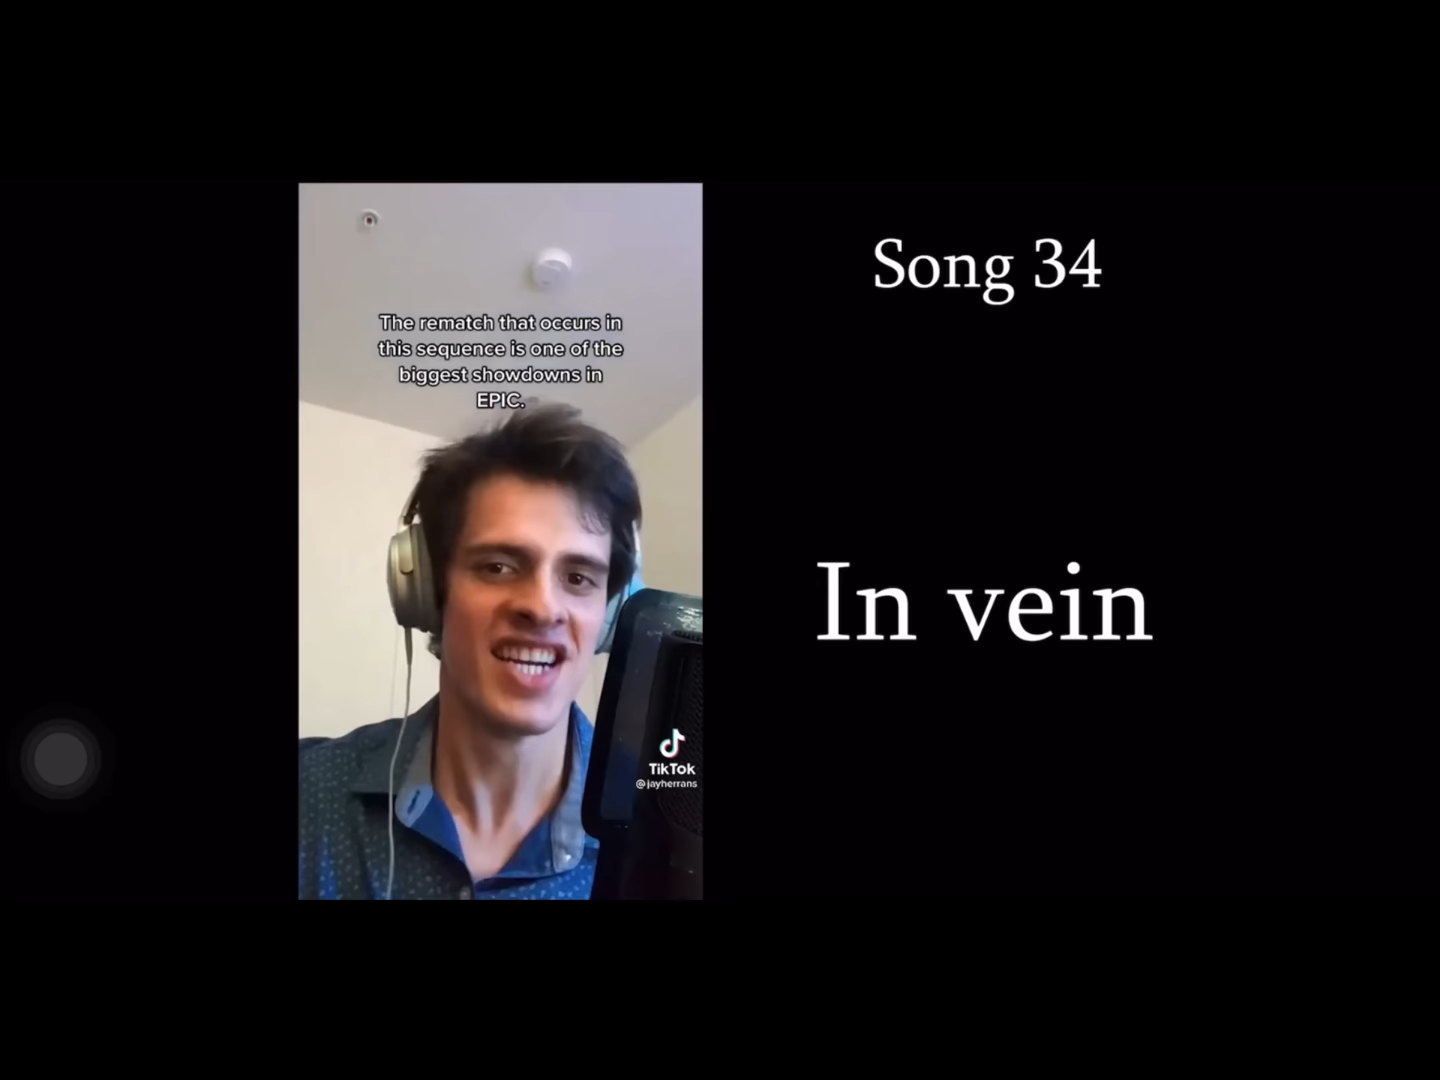 Song 34
The rematch that occurs in
this sequence is one of the
biggest showdowns in
EPIC.
In vein
TikTok
@jayherrans